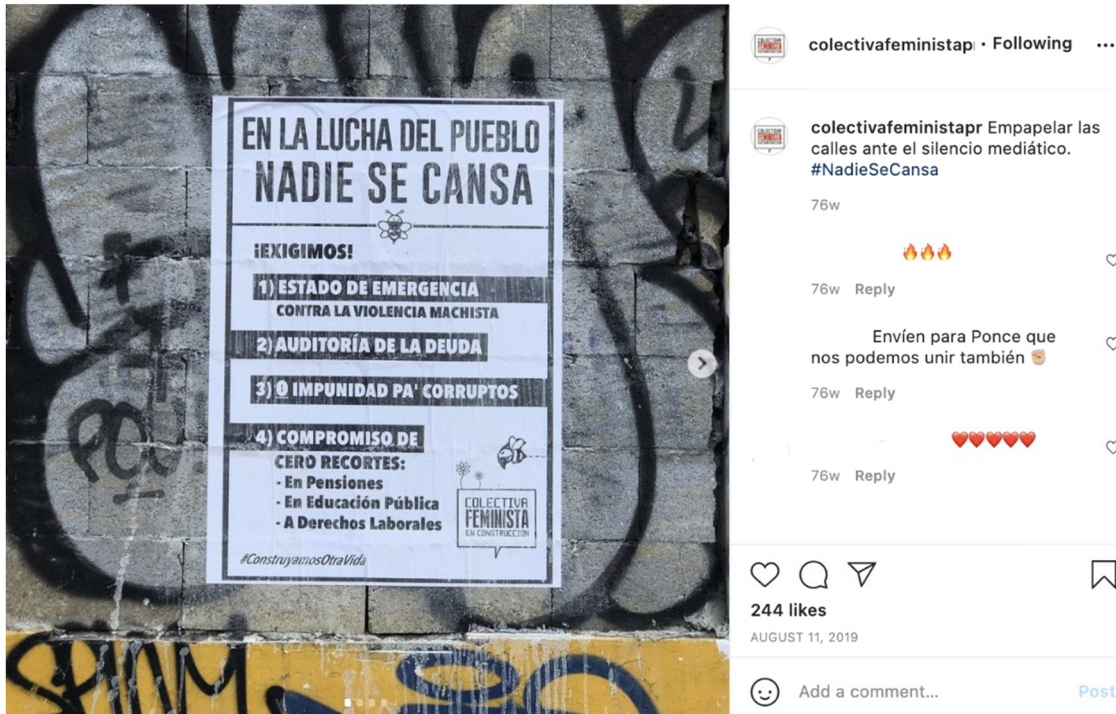 EN LA LUCHA DEL PUEBLO
NADIE SE CANSA
¡EXIGIMOS!
1) ESTADO DE EMERGENCIA
CONTRA LA VIOLENCIA MACHISTA
2) AUDITORÍA DE LA DEUDA
3) 0 IMPUNIDAD PA' CORRUPTOS
4) COMPROMISO DE
CERO RECORTES:
- En Pensiones
- En Educación Pública
- A Derechos Laborales
COLECTIVA
FEMINISTA
EN CONSTRUCCIÓN
#ConstruyamosOtraVida
colectivafeministap • Following
colectivafeministapr Empapelar las
calles ante el silencio mediático.
#NadieSeCansa
76w
🔥🔥🔥
76w Reply
Envíen para Ponce que
nos podemos unir también ✊🏼
76w Reply
❤️❤️❤️❤️❤️
76w Reply
244 likes
AUGUST 11, 2019
Add a comment...
Post